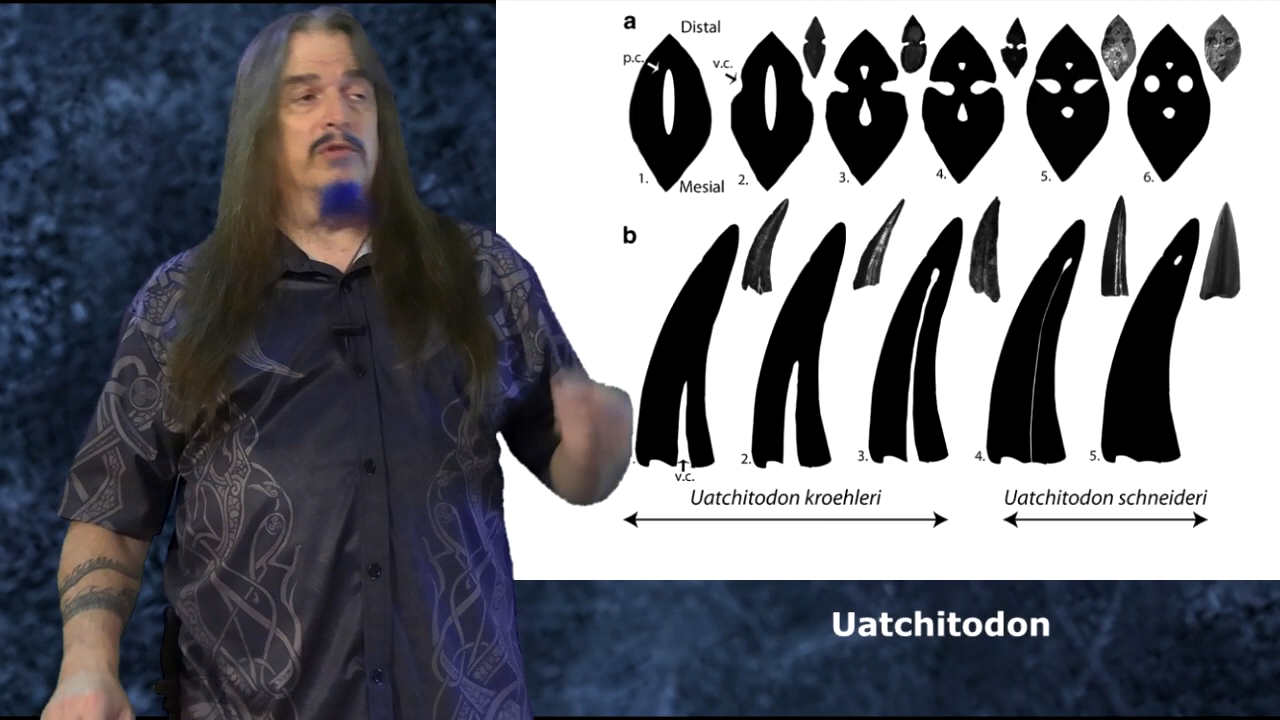 a
Distal
p.c.
v.c.
1.
Mesial
2.
3.
4.
5.
6.
b
2.
3.
4.
5.
v.c.
Uatchitodon kroehleri
Uatchitodon schneideri
Uatchitodon